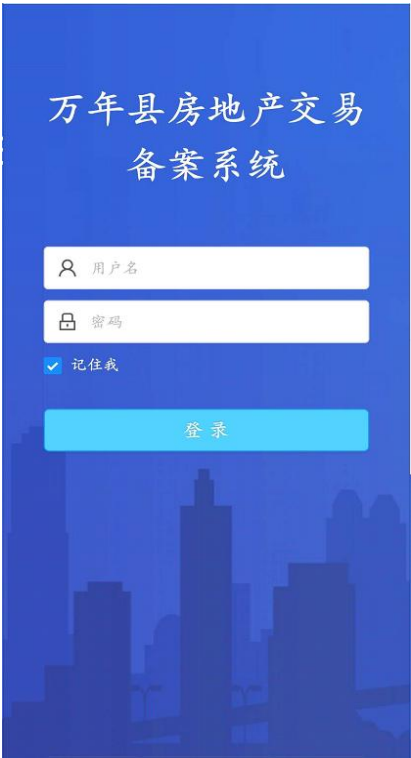 万年县房地产交易
备案系统
用户名
密码
记住我
登录